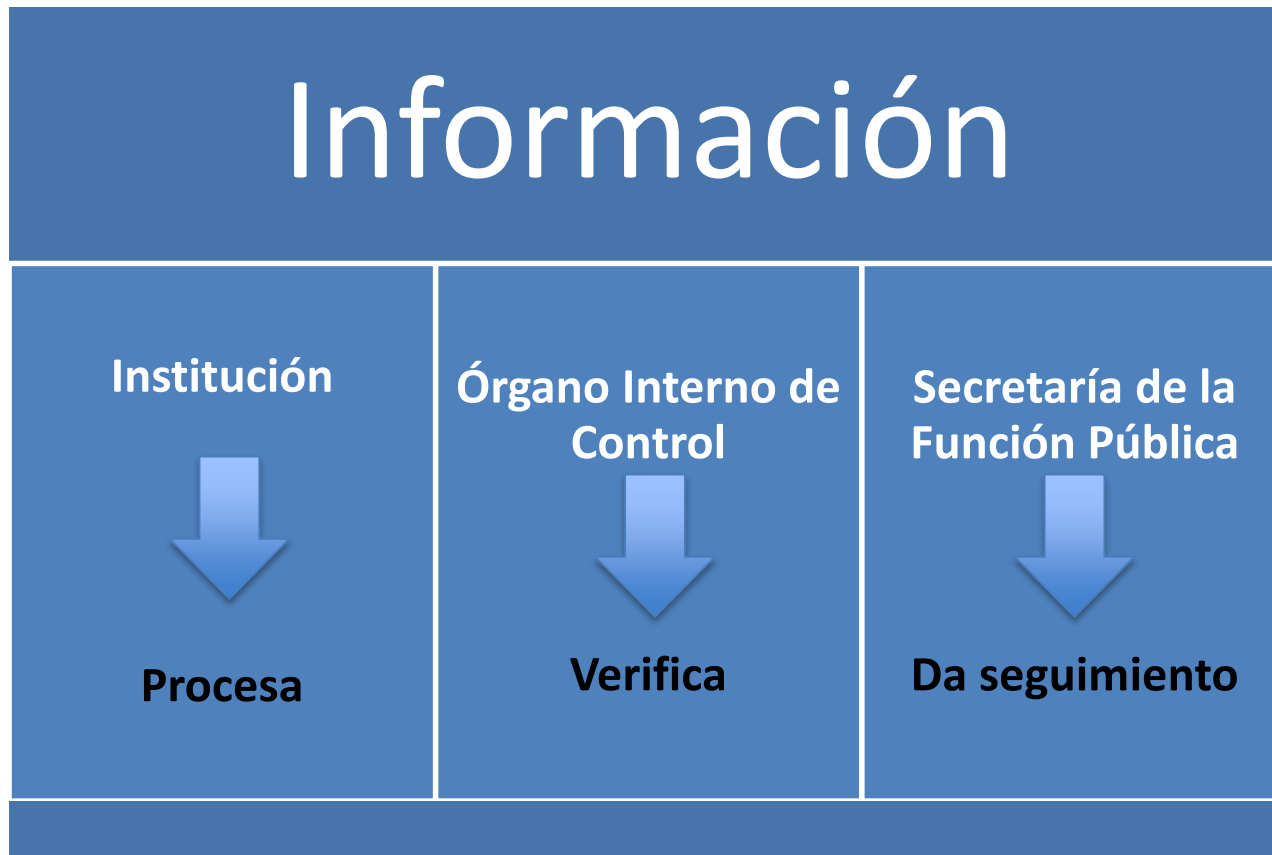 Información
Institución
Procesa
Órgano Interno de
Control
Verifica
Secretaría de la
Función Pública
Da seguimiento